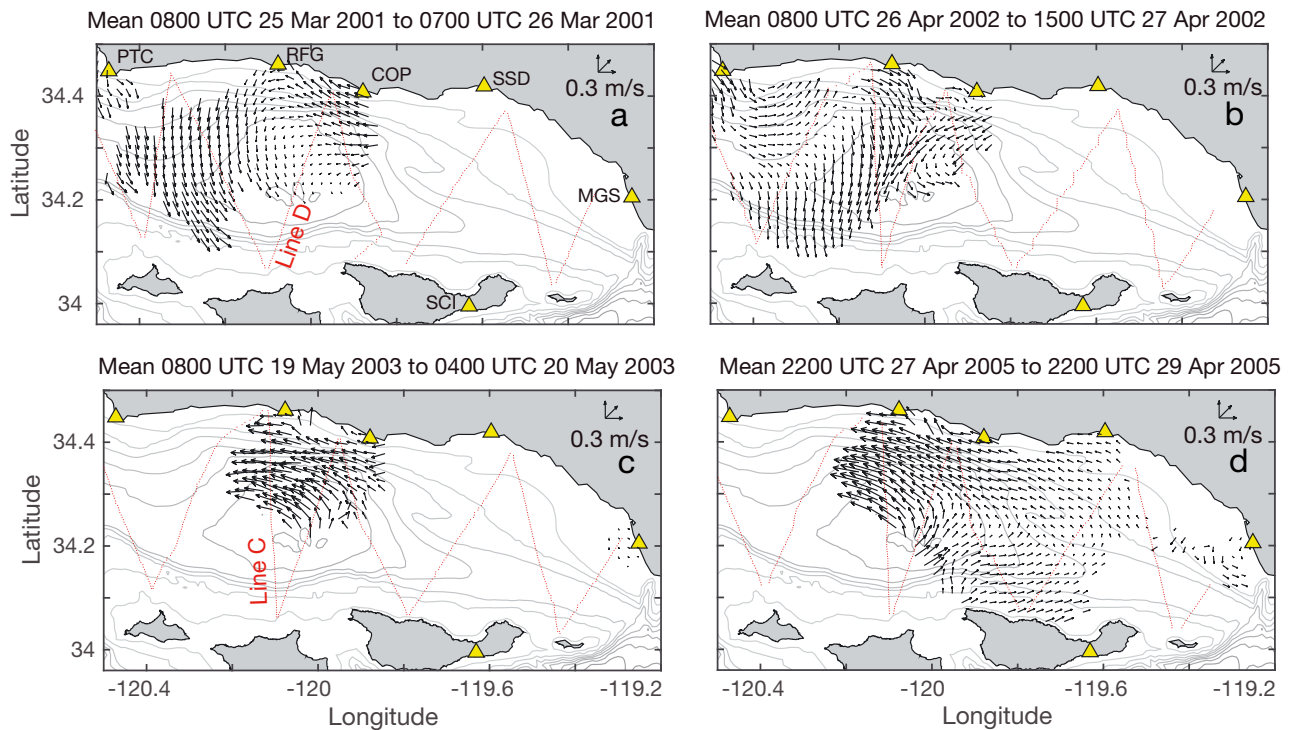 Mean 0800 UTC 25 Mar 2001 to 0700 UTC 26 Mar 2001
PTC
RFG
COP
SSD
0.3 m/s
a
MGS
Line D
SCI
34.4
34.2
34
Latitude
Mean 0800 UTC 26 Apr 2002 to 1500 UTC 27 Apr 2002
0.3 m/s
b
Mean 0800 UTC 19 May 2003 to 0400 UTC 20 May 2003
0.3 m/s
c
Line C
34.4
34.2
34
Latitude
-120.4
-120
-119.6
-119.2
Longitude
Mean 2200 UTC 27 Apr 2005 to 2200 UTC 29 Apr 2005
0.3 m/s
d
-120.4
-120
-119.6
-119.2
Longitude